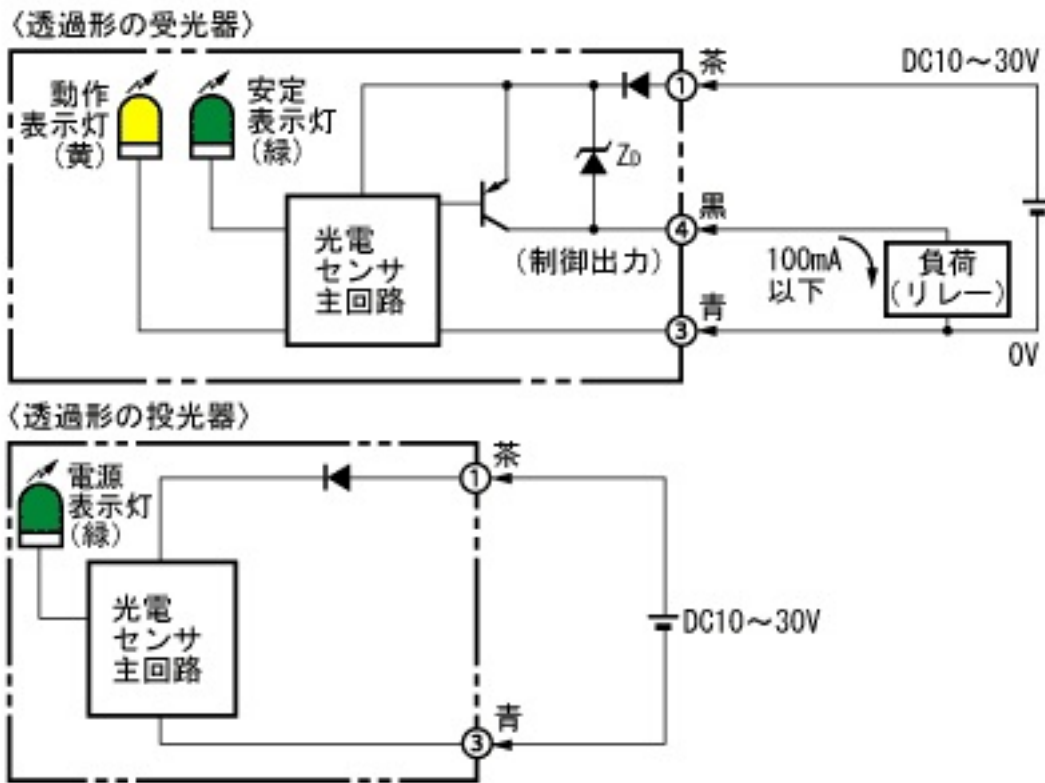 〈透過形の受光器〉
動作
表示灯
(黄)
安定
表示灯
(緑)
光電
センサ
主回路
ZD
(制御出力)
① 茶
④ 黒
③ 青
DC10～30V
100mA
以下
負荷
(リレー)
0V
〈透過形の投光器〉
電源
表示灯
(緑)
光電
センサ
主回路
① 茶
③ 青
DC10～30V